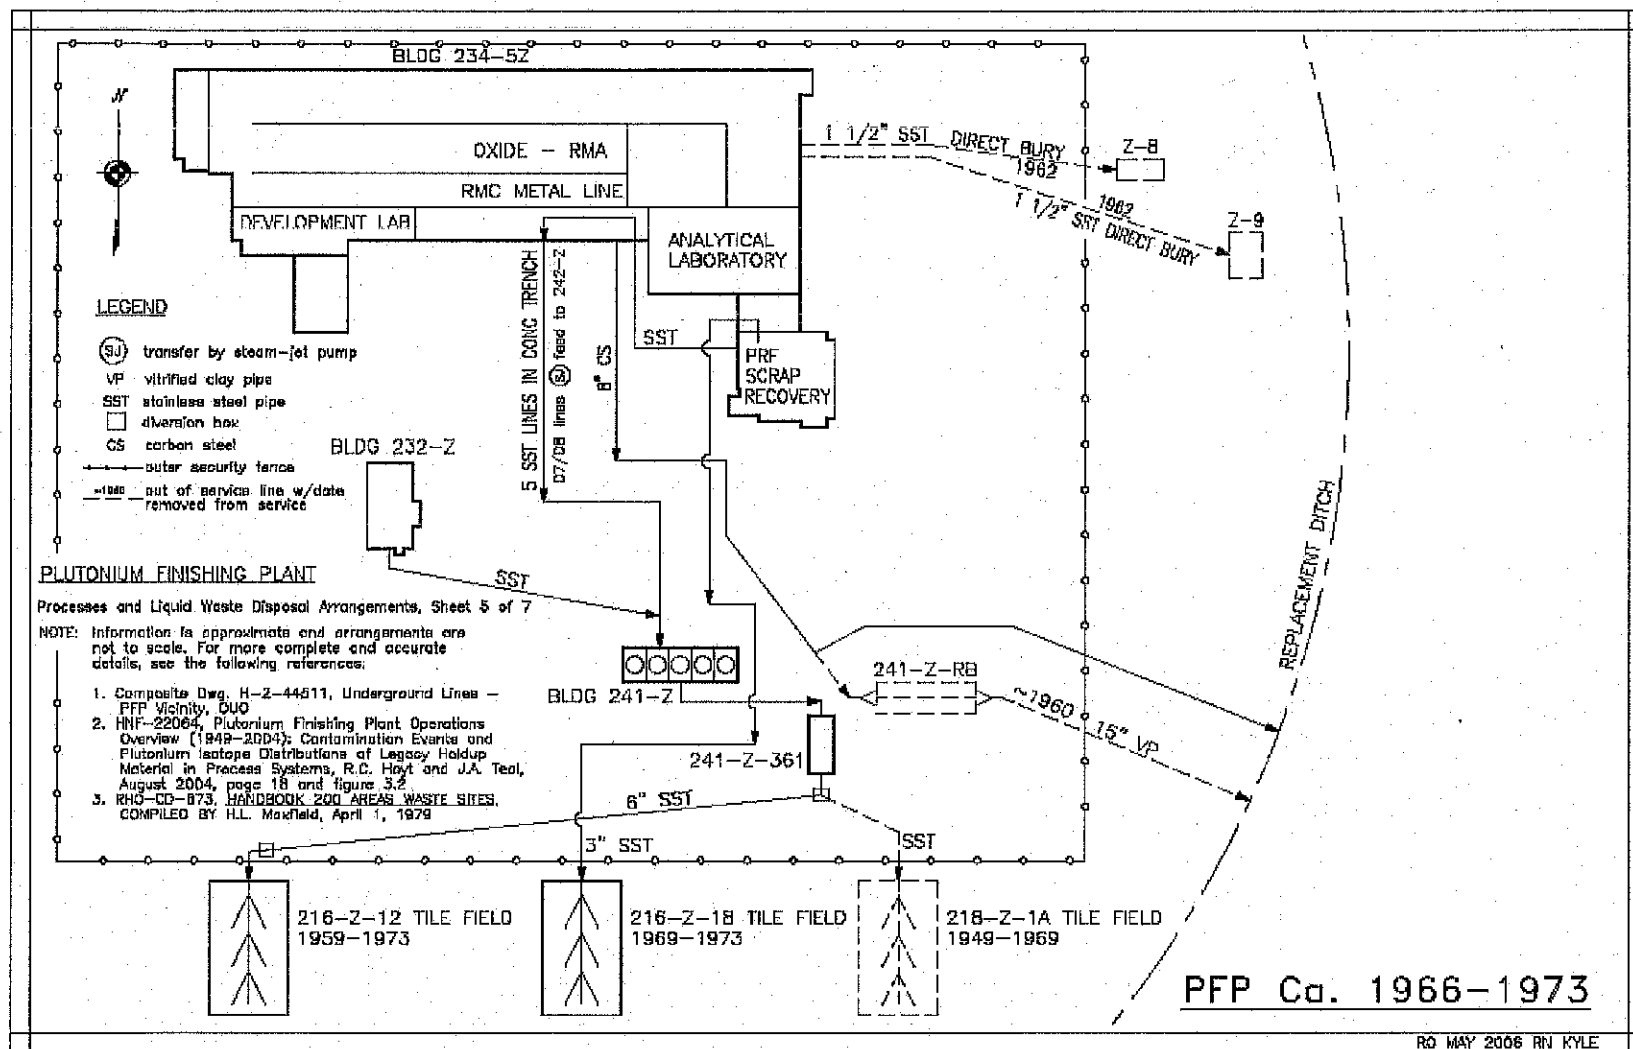 BLDG 234-5Z
N
OXIDE - RMA
RMC METAL LINE
DEVELOPMENT LAB
ANALYTICAL
LABORATORY
1 1/2" SST DIRECT BURY
1962
Z-8
1962
1 1/2" SST DIRECT BURY
Z-9
5 SST LINES IN CONC TRENCH
D7/D8 lines SJ feed to 242-Z
8" CS
SST
PRF
SCRAP
RECOVERY
LEGEND
SJ transfer by steam-jet pump
VP vitrified clay pipe
SST stainless steel pipe
diversion box
CS carbon steel
outer security fence
~1960 out of service line w/date
removed from service
BLDG 232-Z
SST
PLUTONIUM FINISHING PLANT
Processes and Liquid Waste Disposal Arrangements, Sheet 5 of 7
NOTE: Information is approximate and arrangements are
not to scale. For more complete and accurate
details, see the following references:
1. Composite Dwg. H-2-44511, Underground Lines -
PFP Vicinity, OUO
2. HNF-22064, Plutonium Finishing Plant Operations
Overview (1949-2004): Contamination Events and
Plutonium Isotope Distributions of Legacy Holdup
Material in Process Systems, R.C. Hoyt and J.A. Teal,
August 2004, page 18 and figure 3.2
3. RHO-CD-673, HANDBOOK 200 AREAS WASTE SITES,
COMPILED BY H.L. Maxfield, April 1, 1979
BLDG 241-Z
241-Z-361
241-Z-RB
~1960 15" VP
REPLACEMENT DITCH
6" SST
3" SST
SST
216-Z-12 TILE FIELD
1959-1973
216-Z-18 TILE FIELD
1969-1973
216-Z-1A TILE FIELD
1949-1969
PFP Ca. 1966-1973
RO MAY 2006 RN KYLE